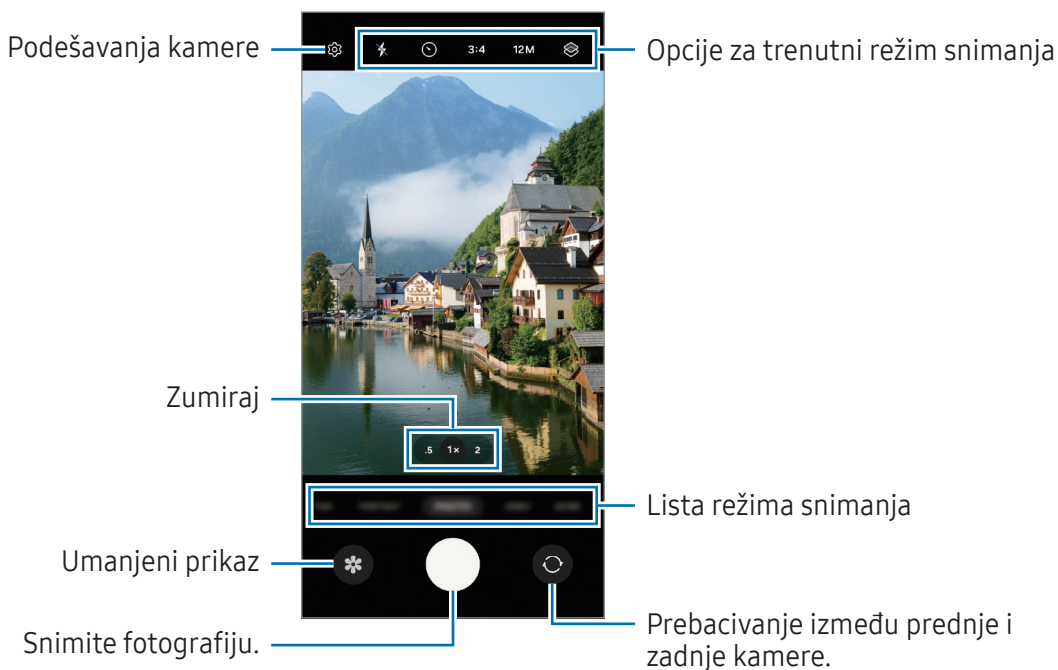 Podešavanja kamere
3:4
12M
Opcije za trenutni režim snimanja
Zumiraj
.5 1x 2
Lista režima snimanja
Umanjeni prikaz
Snimite fotografiju.
Prebacivanje između prednje i
zadnje kamere.